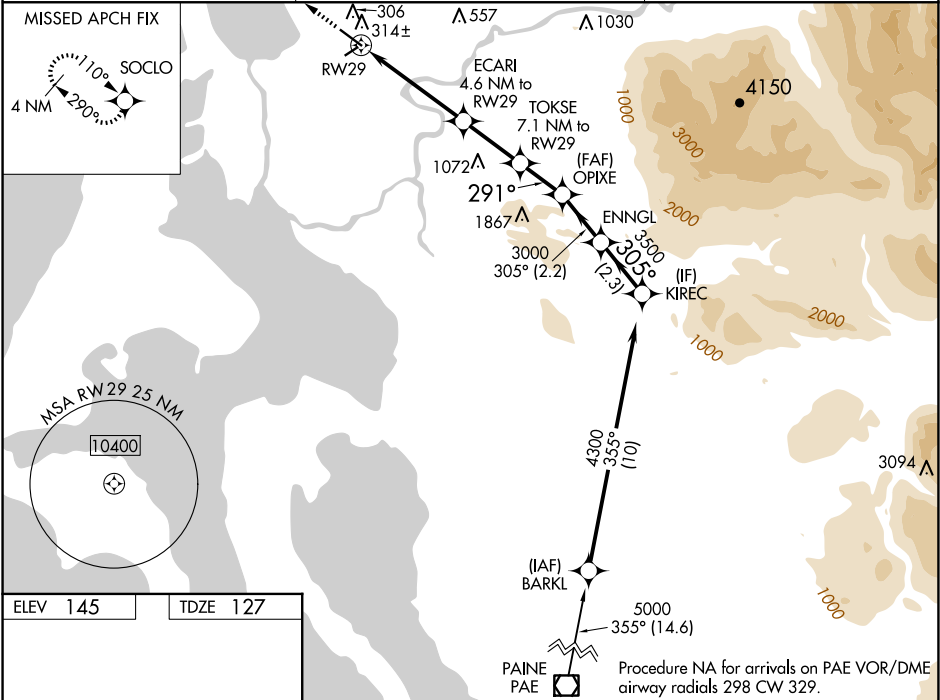 MISSED APCH FIX
SOCLO
110°
290°
4 NM
306
314±
557
1030
RW29
ECARI
4.6 NM to
RW29
TOKSE
7.1 NM to
RW29
4150
1000
3000
2000
1072
(FAF)
OPIXE
291°
1867
ENNGL
3000
305° (2.2)
3500
305°
(2.3)
(IF)
KIREC
2000
1000
MSA RW29 25 NM
10400
4300
355°
(10)
3094
(IAF)
BARKL
1000
ELEV 145
TDZE 127
5000
355° (14.6)
PAINE
PAE
Procedure NA for arrivals on PAE VOR/DME
airway radials 298 CW 329.